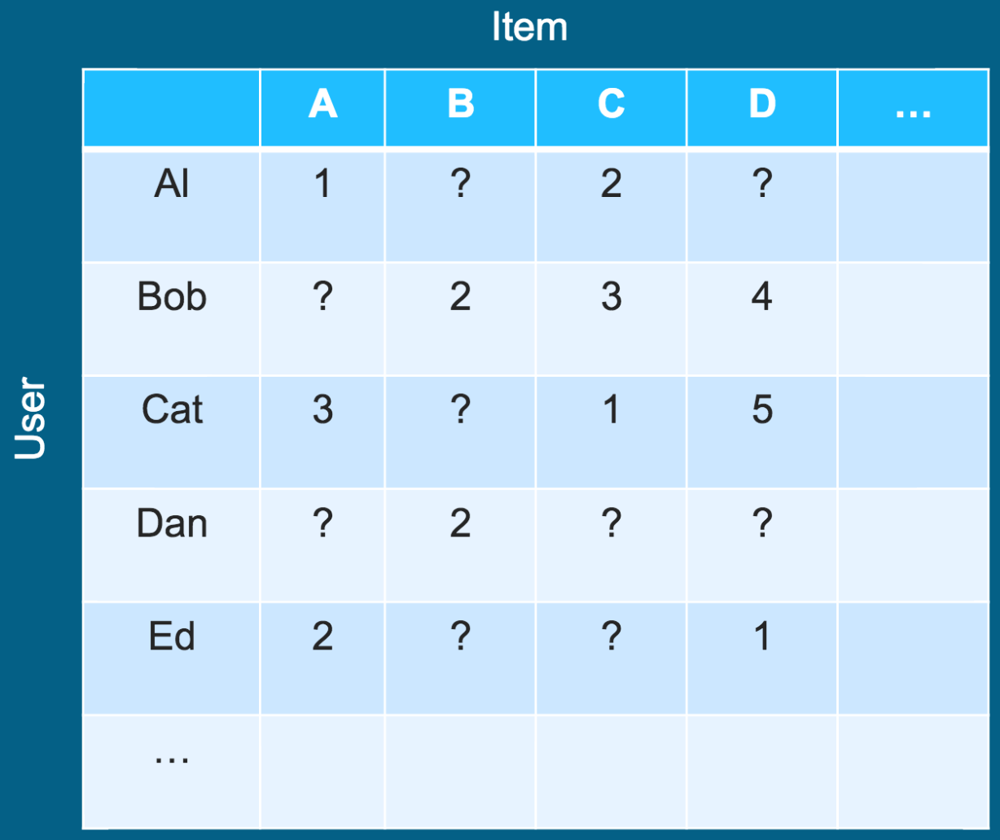 Item
A B C D ...
Al 1 ? 2 ?
Bob ? 2 3 4
User
Cat 3 ? 1 5
Dan ? 2 ? ?
Ed 2 ? ? 1
...